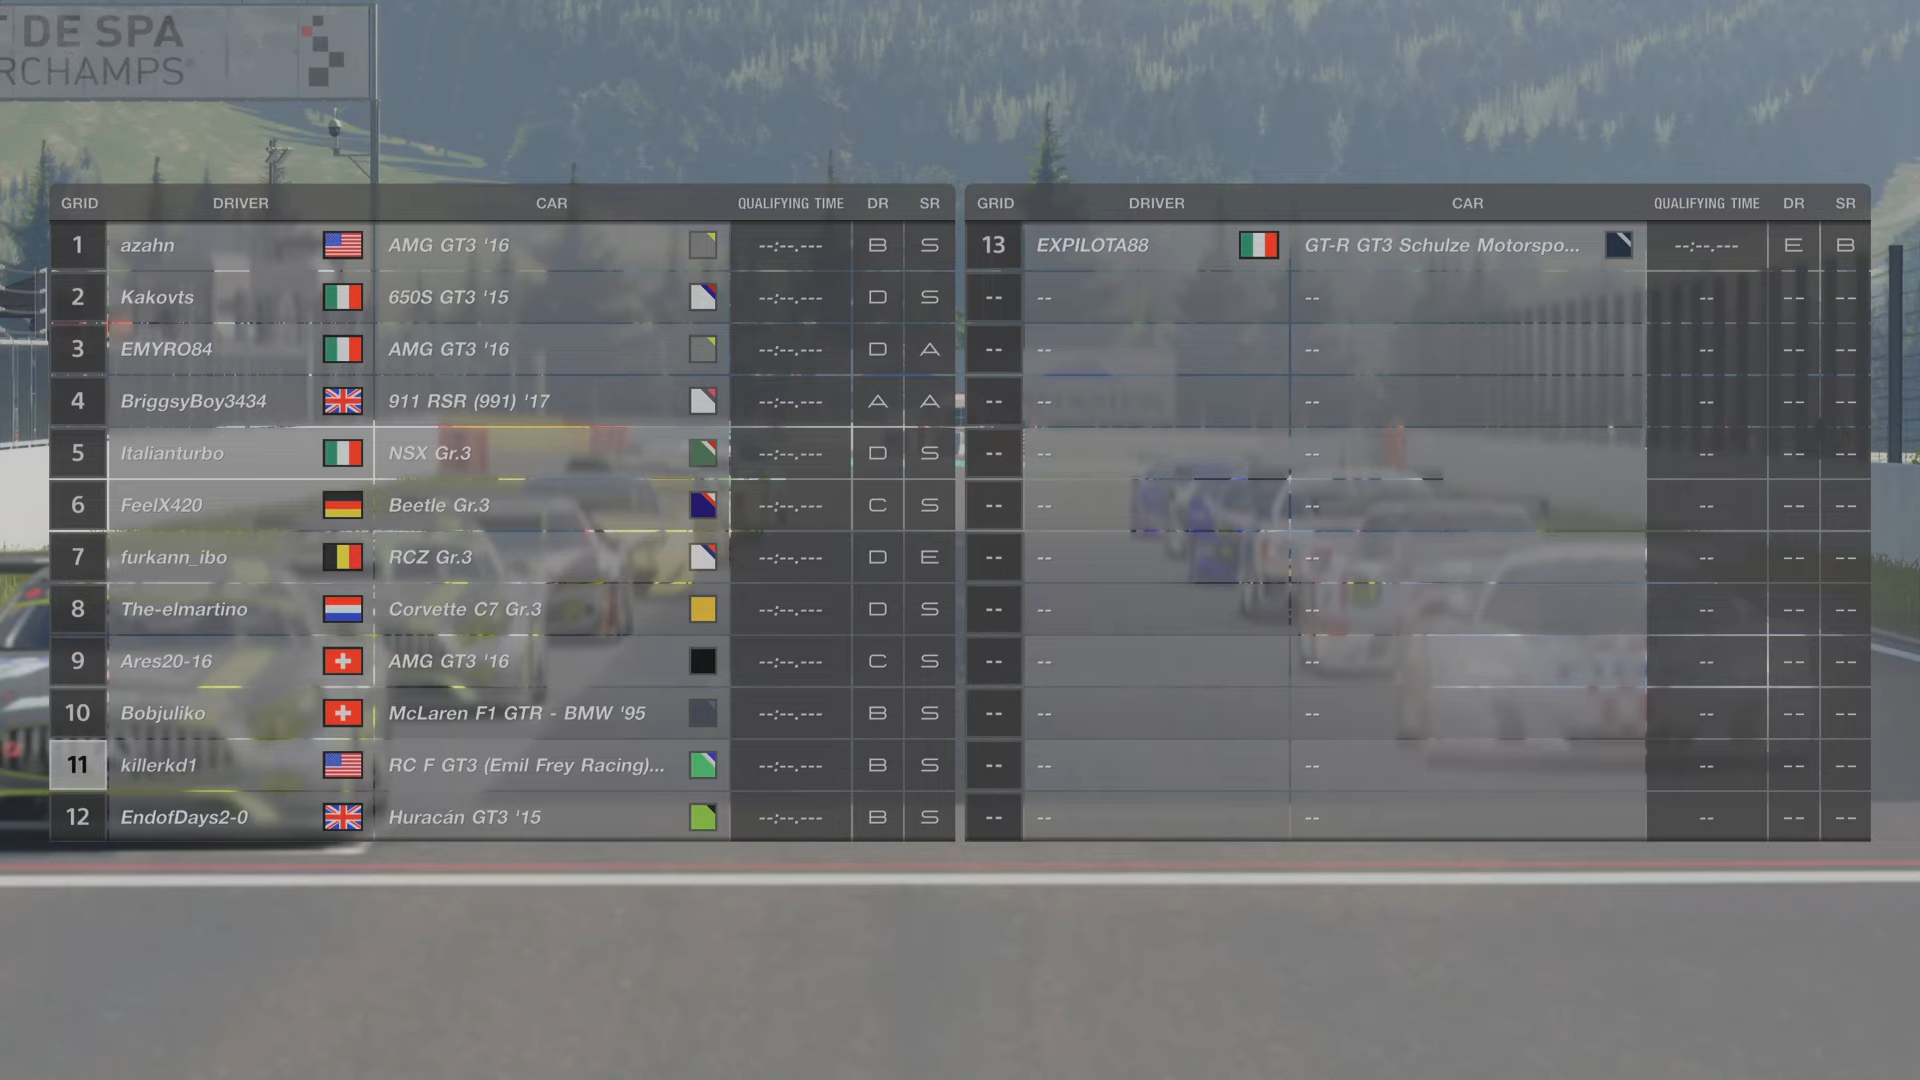 DE SPA
RCHAMPS
GRID DRIVER CAR QUALIFYING TIME DR SR
1 azahn AMG GT3 '16 --:--.--- B S
2 Kakovts 650S GT3 '15 --:--.--- D S
3 EMYRO84 AMG GT3 '16 --:--.--- D A
4 BriggsyBoy3434 911 RSR (991) '17 --:--.--- A A
5 Italianturbo NSX Gr.3 --:--.--- D S
6 FeelX420 Beetle Gr.3 --:--.--- C S
7 furkann_ibo RCZ Gr.3 --:--.--- D E
8 The-elmartino Corvette C7 Gr.3 --:--.--- D S
9 Ares20-16 AMG GT3 '16 --:--.--- C S
10 Bobjuliko McLaren F1 GTR - BMW '95 --:--.--- B S
11 killerkd1 RC F GT3 (Emil Frey Racing)... --:--.--- B S
12 EndofDays2-0 Huracán GT3 '15 --:--.--- B S
GRID DRIVER CAR QUALIFYING TIME DR SR
13 EXPILOTA88 GT-R GT3 Schulze Motorspo... --:--.--- E B
-- -- -- -- -- --
-- -- -- -- -- --
-- -- -- -- -- --
-- -- -- -- -- --
-- -- -- -- -- --
-- -- -- -- -- --
-- -- -- -- -- --
-- -- -- -- -- --
-- -- -- -- -- --
-- -- -- -- -- --
-- -- -- -- -- --